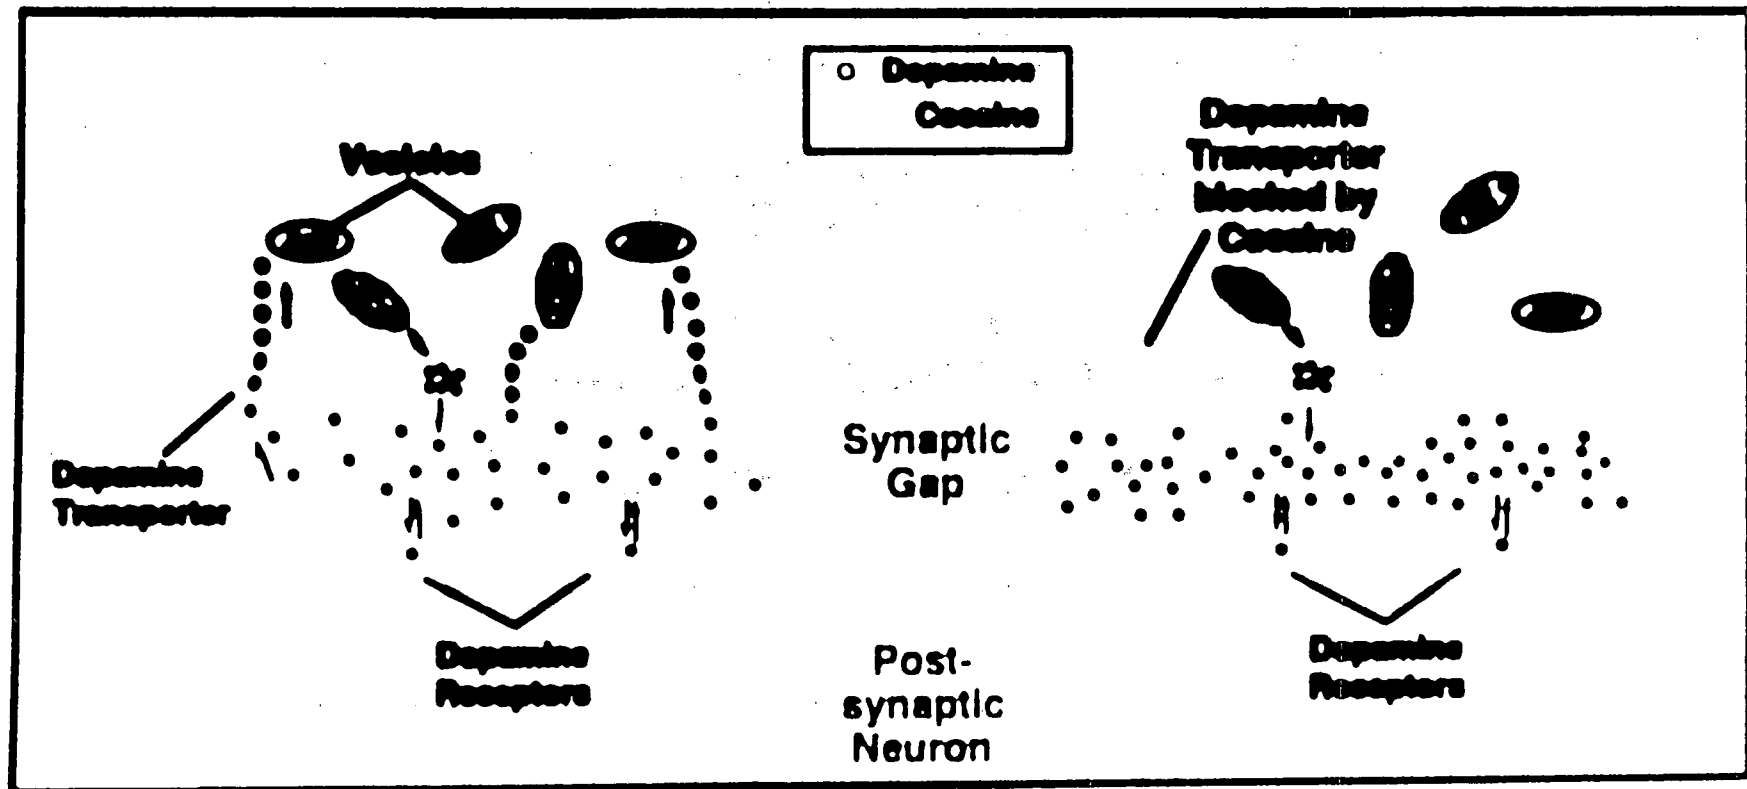 Dopamine
Cocaine
Vesicles
Dopamine
Transporter
blocked by
Cocaine
Dopamine
Transporter
Synaptic
Gap
Dopamine
Receptors
Post-
synaptic
Neuron
Dopamine
Receptors